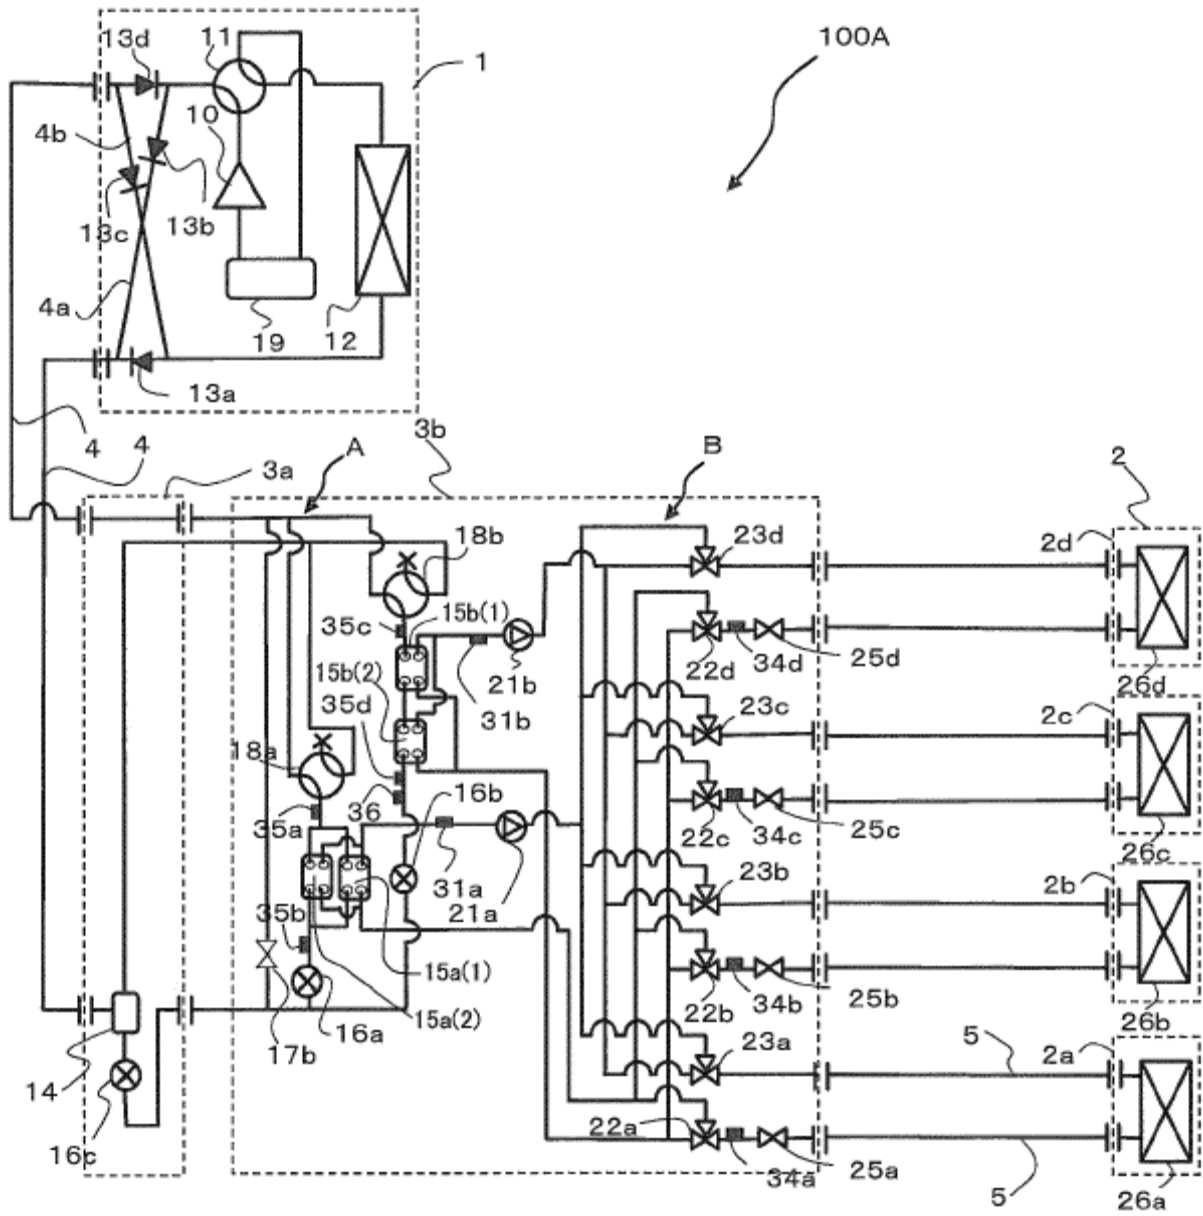 13d 11
100A
1
10
4b
13c 13b
4a
19 12
13a
3b
4 4 3a A B 2
18b 23d 2d
35c 15b(1)
15b(2) 21b 22d 34d 25d
35d 31b 26d
23c 2c
18a
36 16b
35a 22c 34c 25c
31a 26c
21a 23b 2b
35b
15a(1)
22b 34b 25b
16a 15a(2) 26b
17b 23a 5 2a
14
22a
16c 34a 25a 5 26a